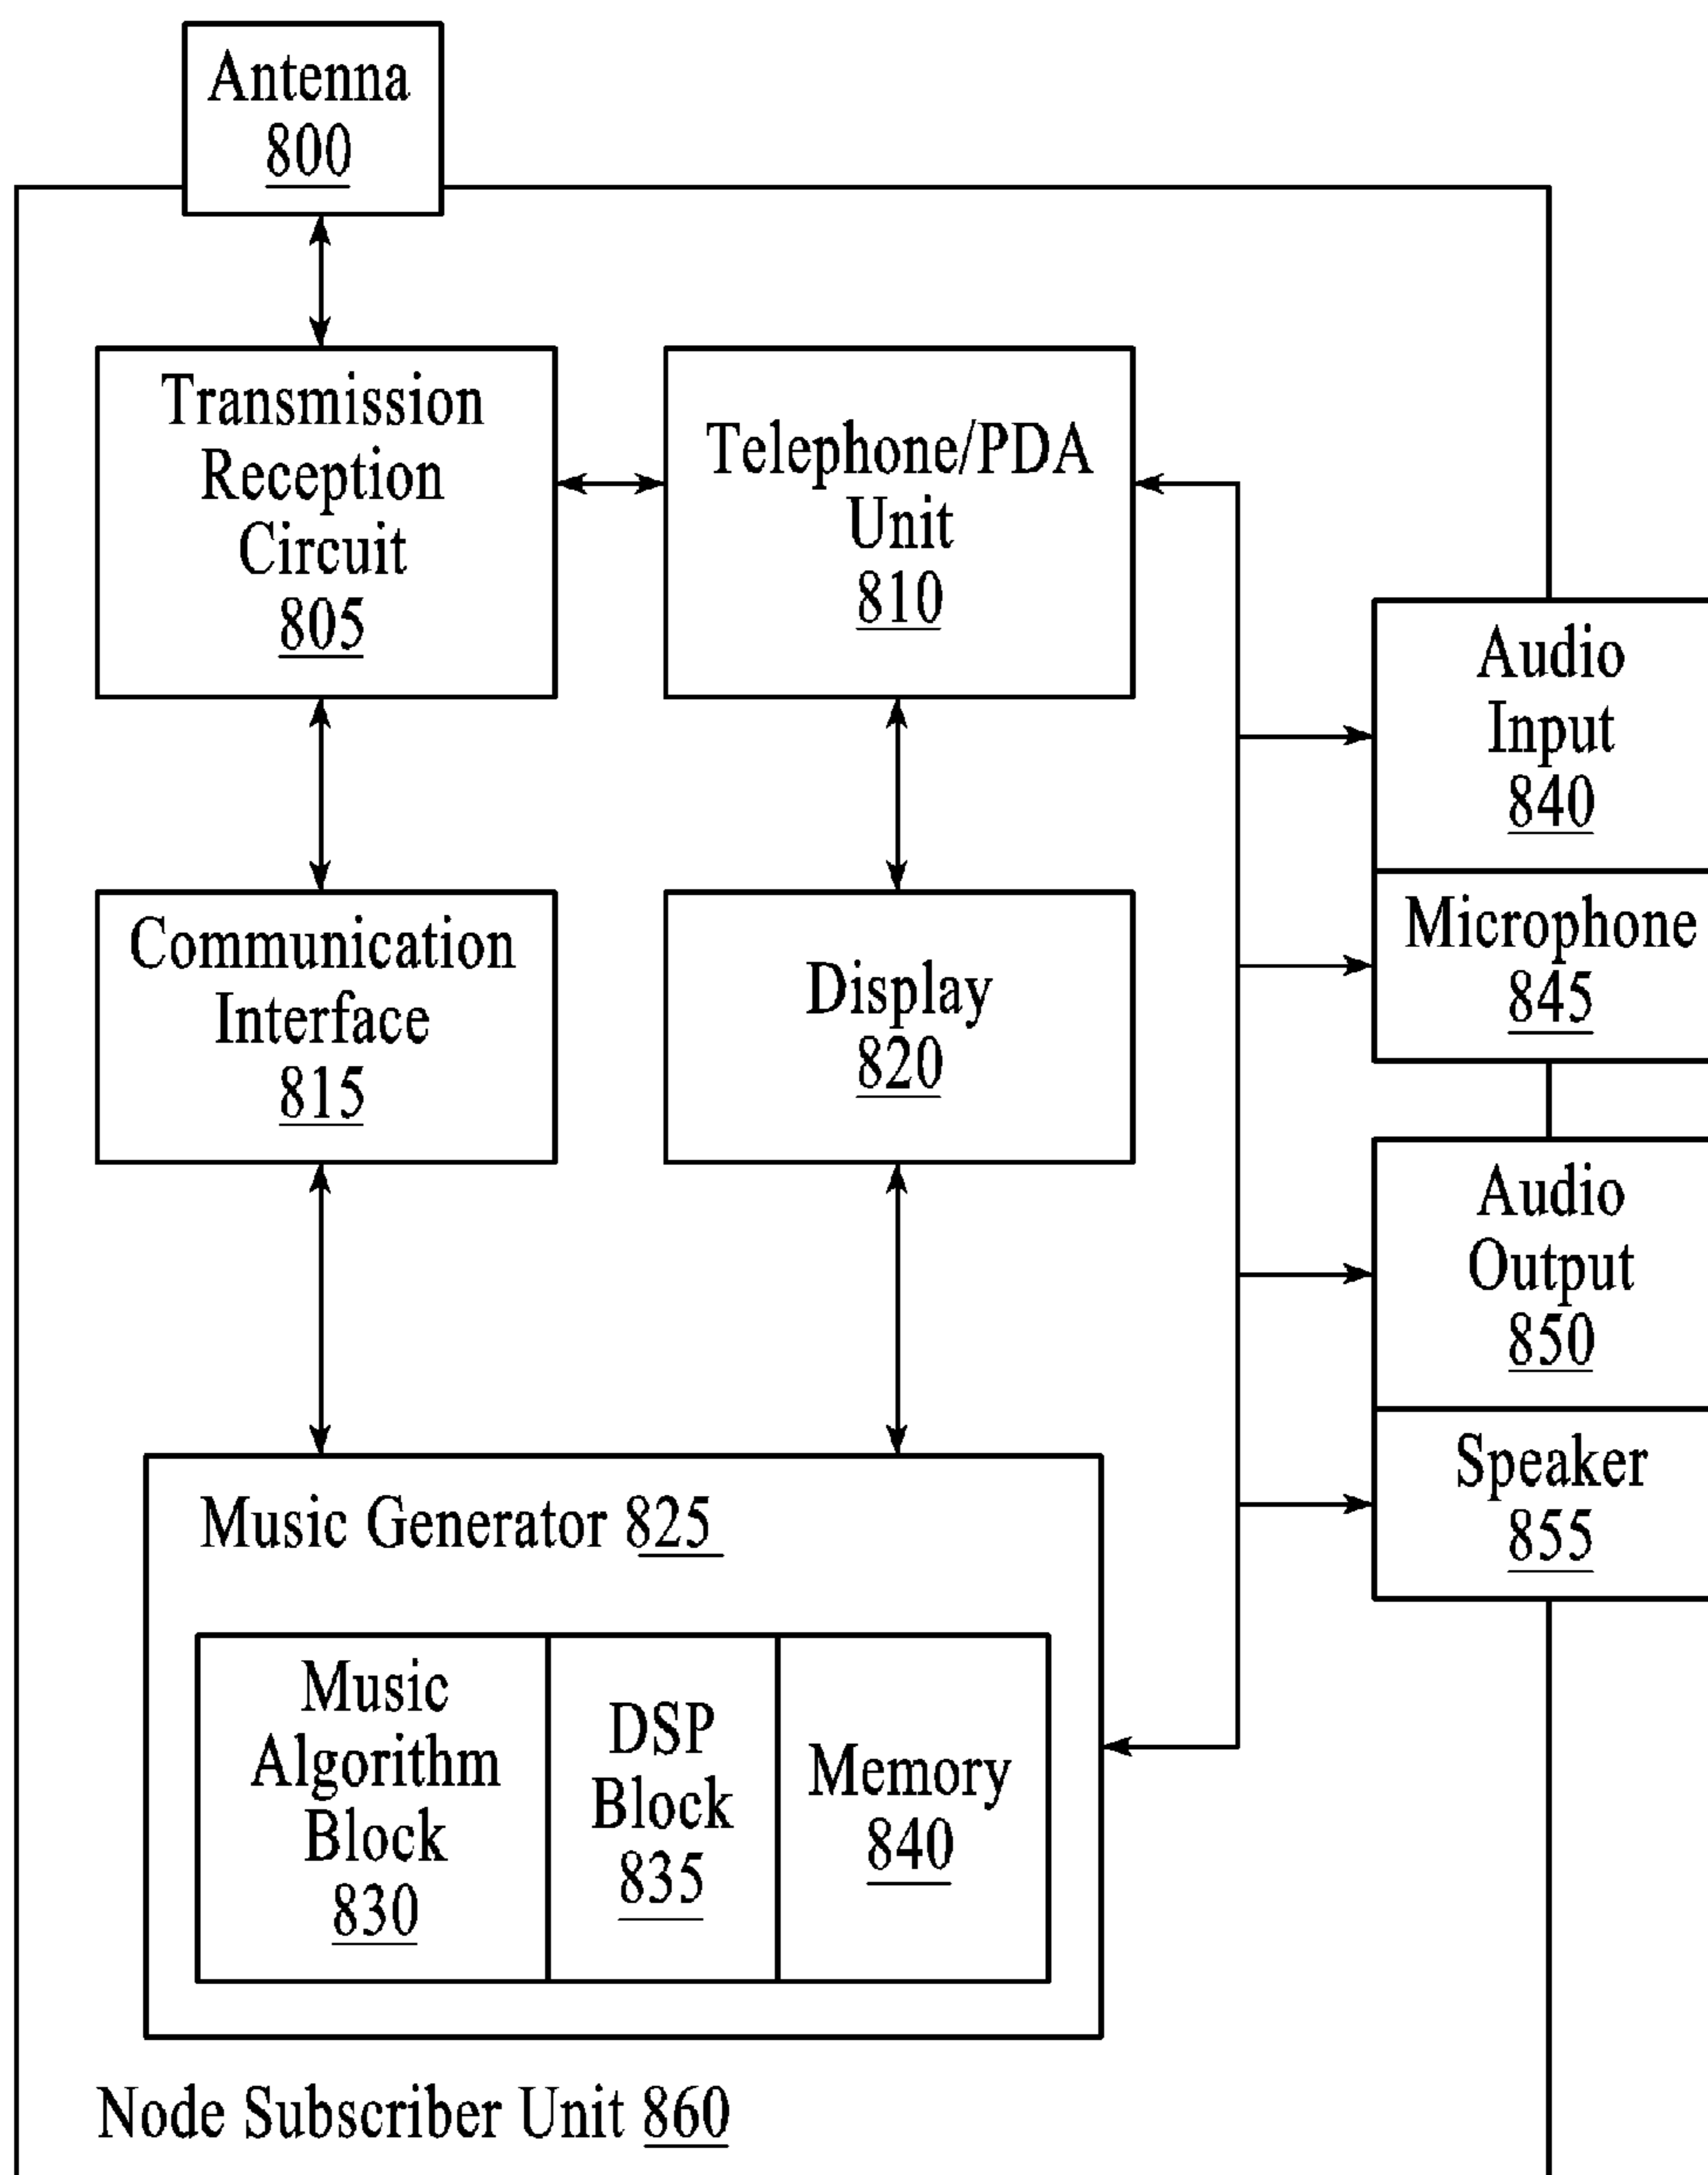 Antenna
800
Transmission
Reception
Circuit
805
Telephone/PDA
Unit
810
Audio
Input
840
Microphone
845
Communication
Interface
815
Display
820
Audio
Output
850
Speaker
855
Music Generator 825
Music
Algorithm
Block
830
DSP
Block
835
Memory
840
Node Subscriber Unit 860